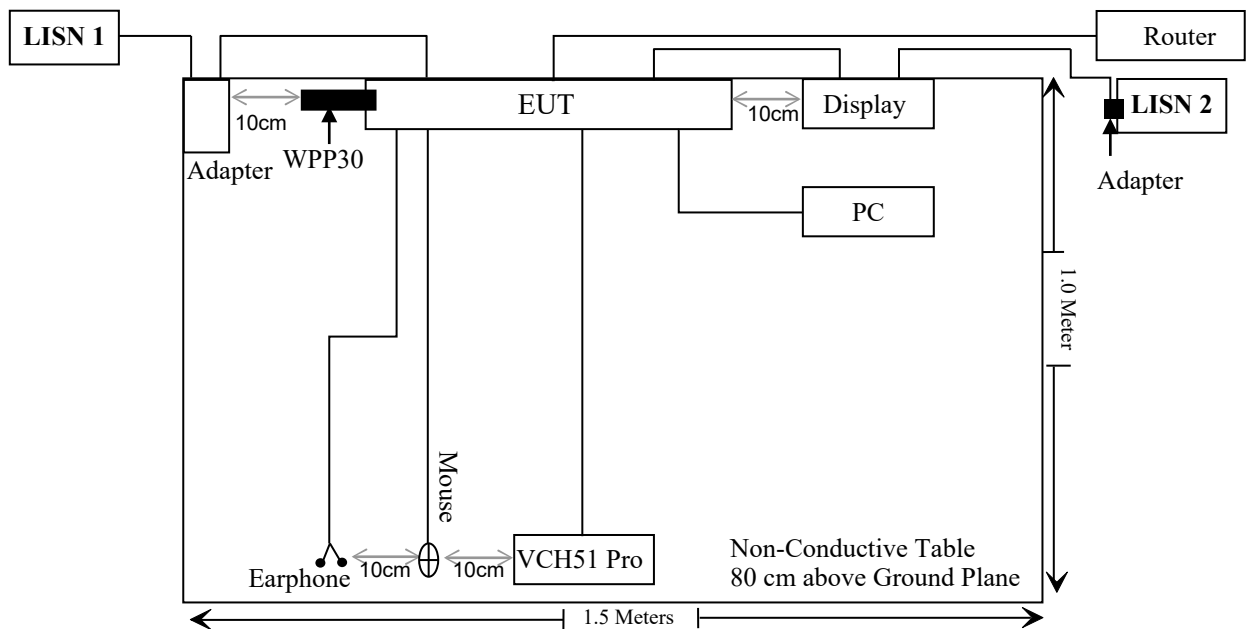 LISN 1
Router
EUT
Display
LISN 2
10cm
10cm
WPP30
Adapter
Adapter
PC
1.0 Meter
Mouse
VCH51 Pro
Earphone
10cm
10cm
Non-Conductive Table
80 cm above Ground Plane
1.5 Meters